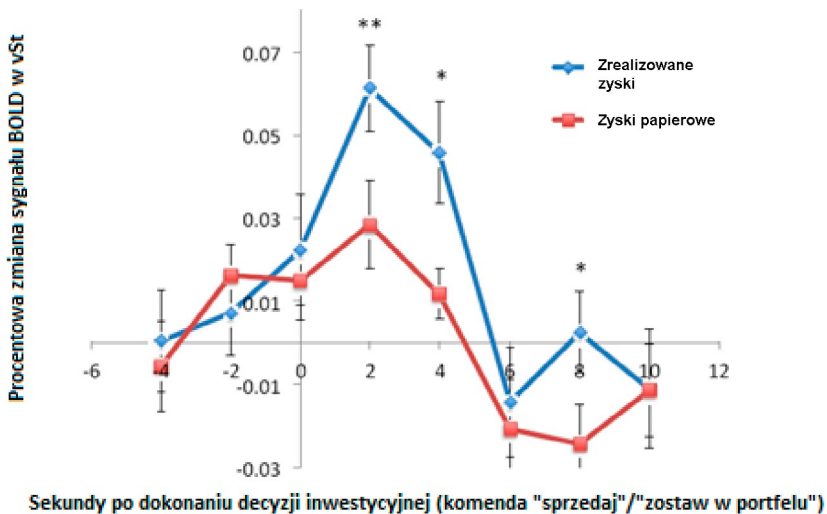 Procentowa zmiana sygnału BOLD w vSt
0.07
0.05
0.03
0.01
-0.01
-0.03
-6 -4 -2 0 2 4 6 8 10 12
** * *
Zrealizowane
zyski
Zyski papierowe
Sekundy po dokonaniu decyzji inwestycyjnej (komenda "sprzedaj"/"zostaw w portfelu")